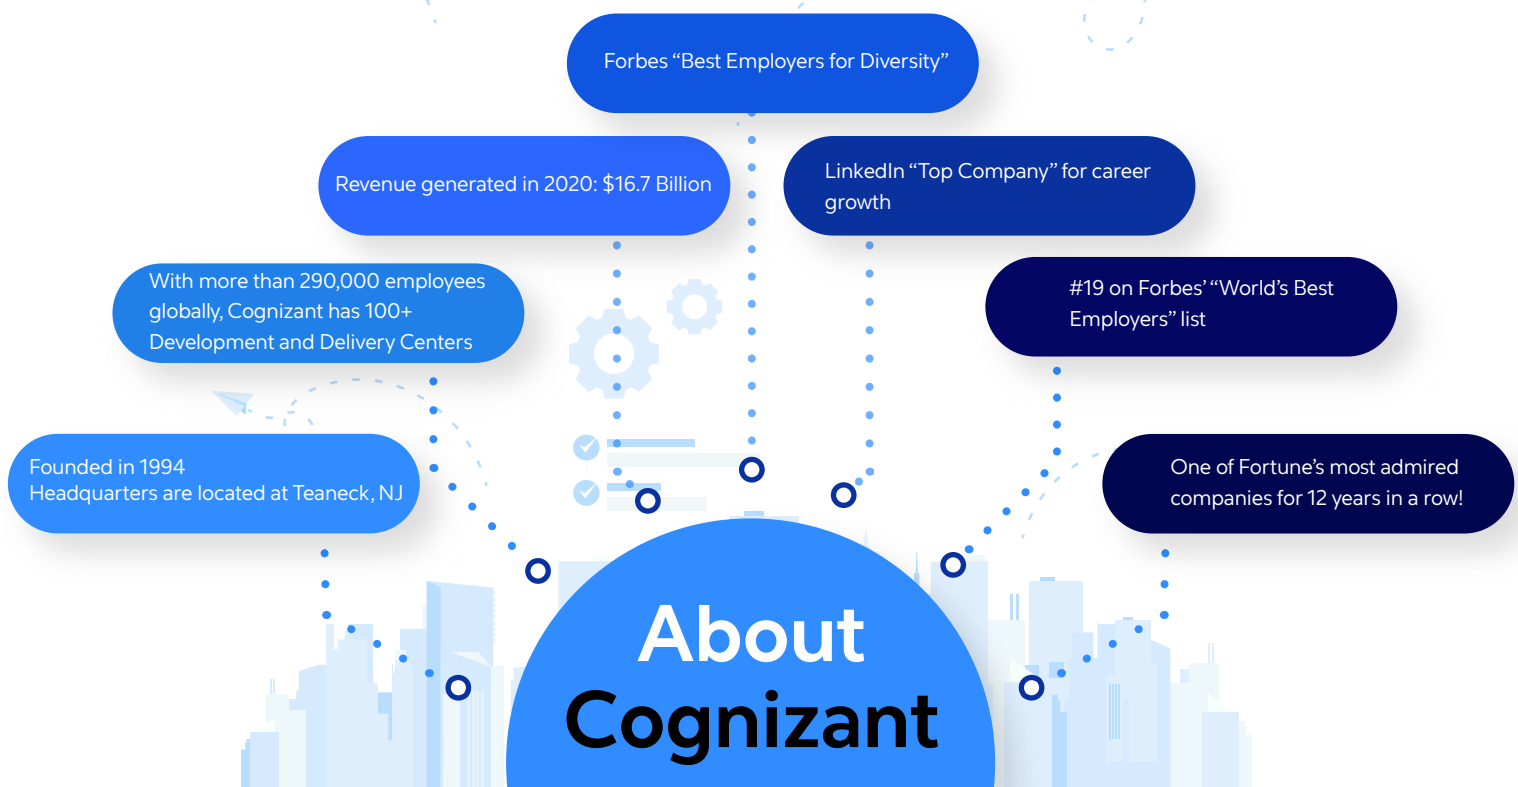 Forbes “Best Employers for Diversity”
Revenue generated in 2020: $16.7 Billion
LinkedIn “Top Company” for career
growth
With more than 290,000 employees
globally, Cognizant has 100+
Development and Delivery Centers
#19 on Forbes’ “World’s Best
Employers” list
Founded in 1994
Headquarters are located at Teaneck, NJ
One of Fortune’s most admired
companies for 12 years in a row!
About
Cognizant